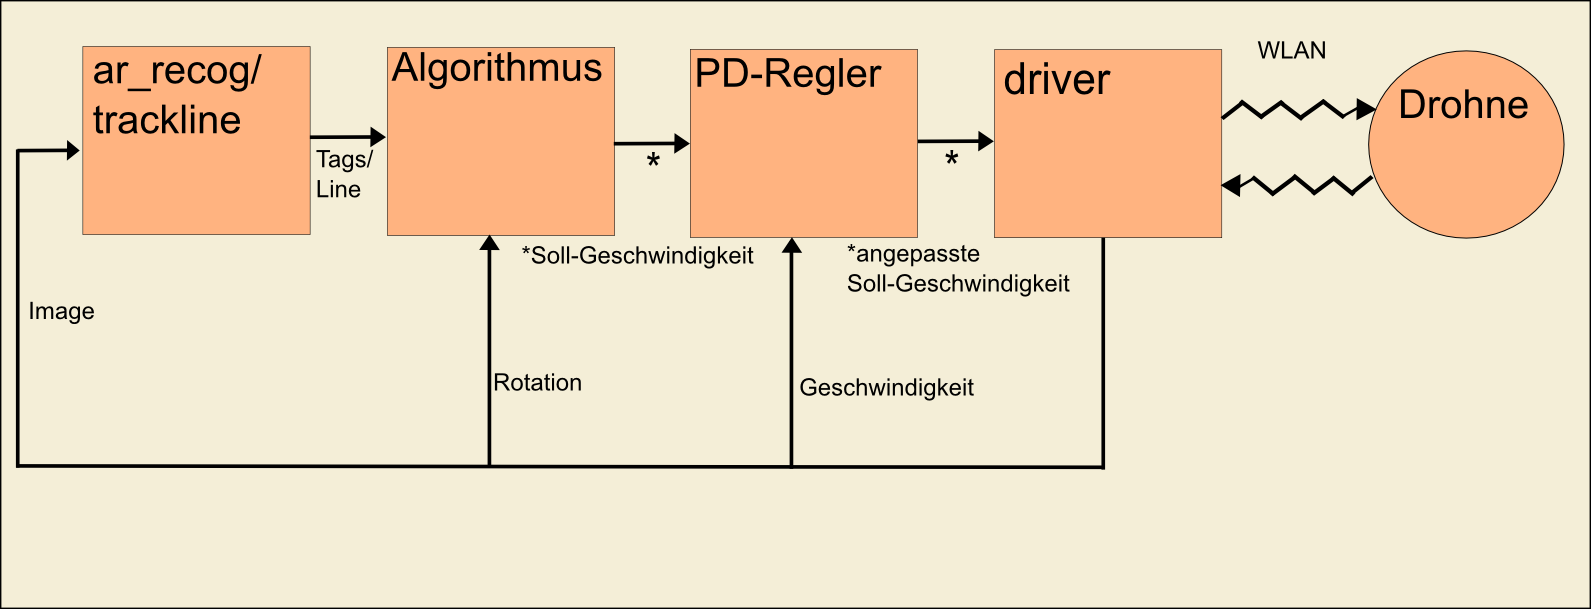 ar_recog/
trackline
Tags/
Line
Algorithmus
*
*Soll-Geschwindigkeit
PD-Regler
*
*angepasste
Soll-Geschwindigkeit
driver
WLAN
Drohne
Image
Rotation
Geschwindigkeit